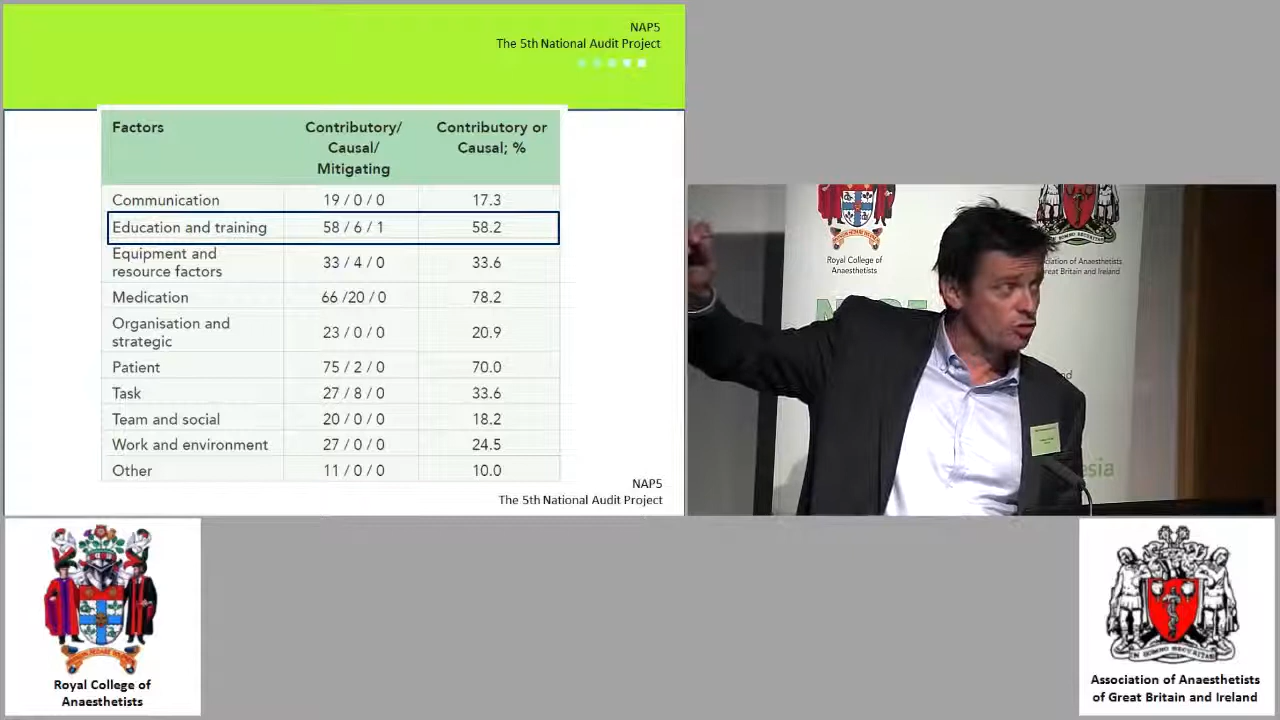 NAP5
The 5th National Audit Project
Factors
Contributory/
Causal/
Mitigating
Contributory or
Causal; %
Communication 19 / 0 / 0 17.3
Education and training 58 / 6 / 1 58.2
Equipment and
resource factors 33 / 4 / 0 33.6
Medication 66 /20 / 0 78.2
Organisation and
strategic 23 / 0 / 0 20.9
Patient 75 / 2 / 0 70.0
Task 27 / 8 / 0 33.6
Team and social 20 / 0 / 0 18.2
Work and environment 27 / 0 / 0 24.5
Other 11 / 0 / 0 10.0
NAP5
The 5th National Audit Project
Royal College of
Anaesthetists
ciation of Anaesthetists
reat Britain and Ireland
nd
esia
Royal College of
Anaesthetists
Association of Anaesthetists
of Great Britain and Ireland